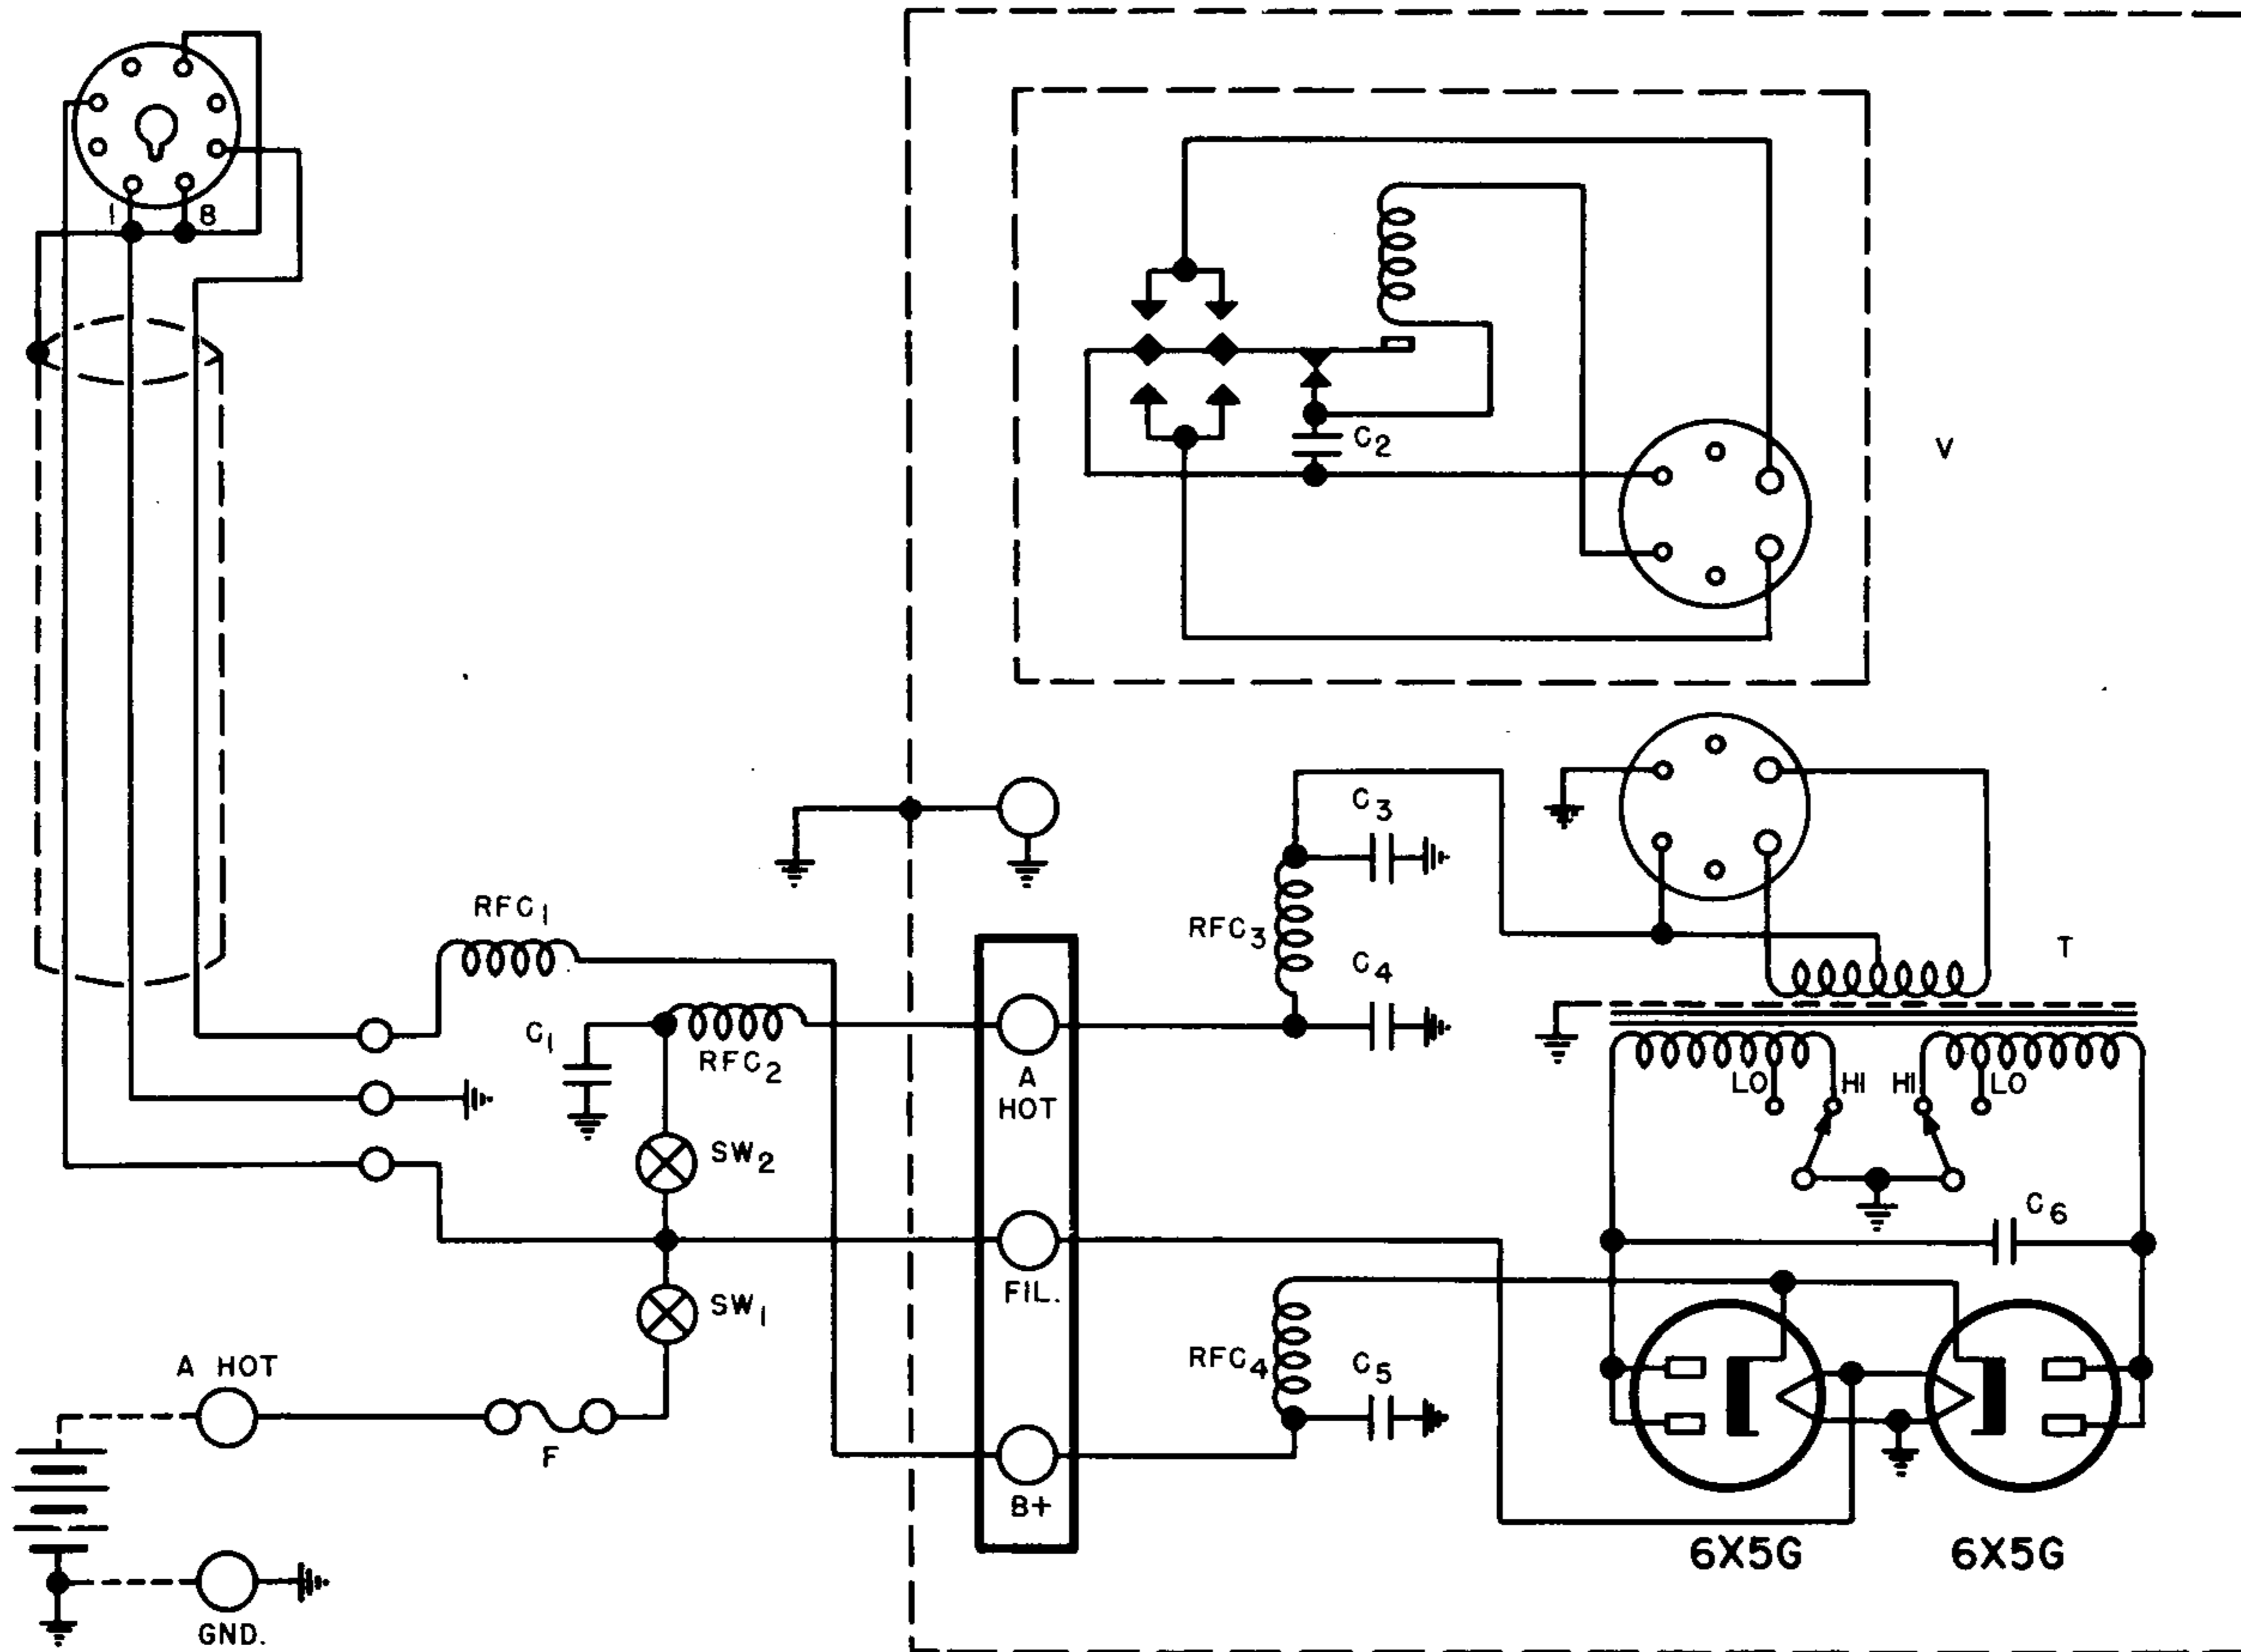 1 8
C2
V
C3
RFC3
C4
T
RFC1
C1
RFC2
A
HOT
LO HI HI LO
SW2
C6
FIL.
SW1
RFC4
C5
A HOT
F
B+
6X5G 6X5G
GND.